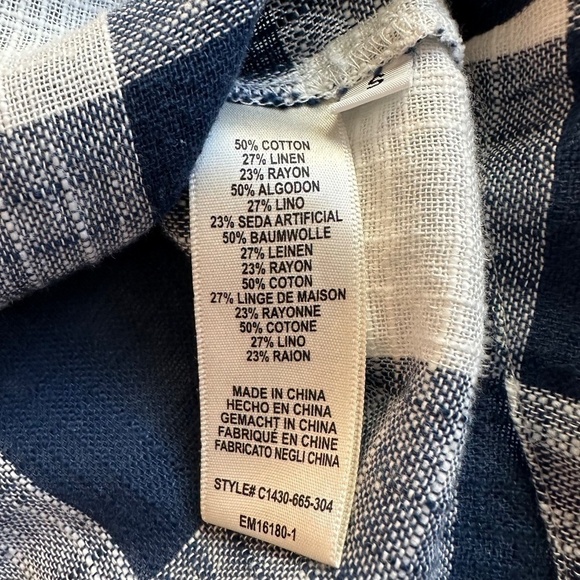 50% COTTON
27% LINEN
23% RAYON
50% ALGODON
27% LINO
23% SEDA ARTIFICIAL
50% BAUMWOLLE
27% LEINEN
23% RAYON
50% COTON
27% LINGE DE MAISON
23% RAYONNE
50% COTONE
27% LINO
23% RAION
MADE IN CHINA
HECHO EN CHINA
GEMACHT IN CHINA
FABRIQUÉ EN CHINE
FABRICATO NEGLI CHINA
STYLE# C1430-665-304
EM16180-1